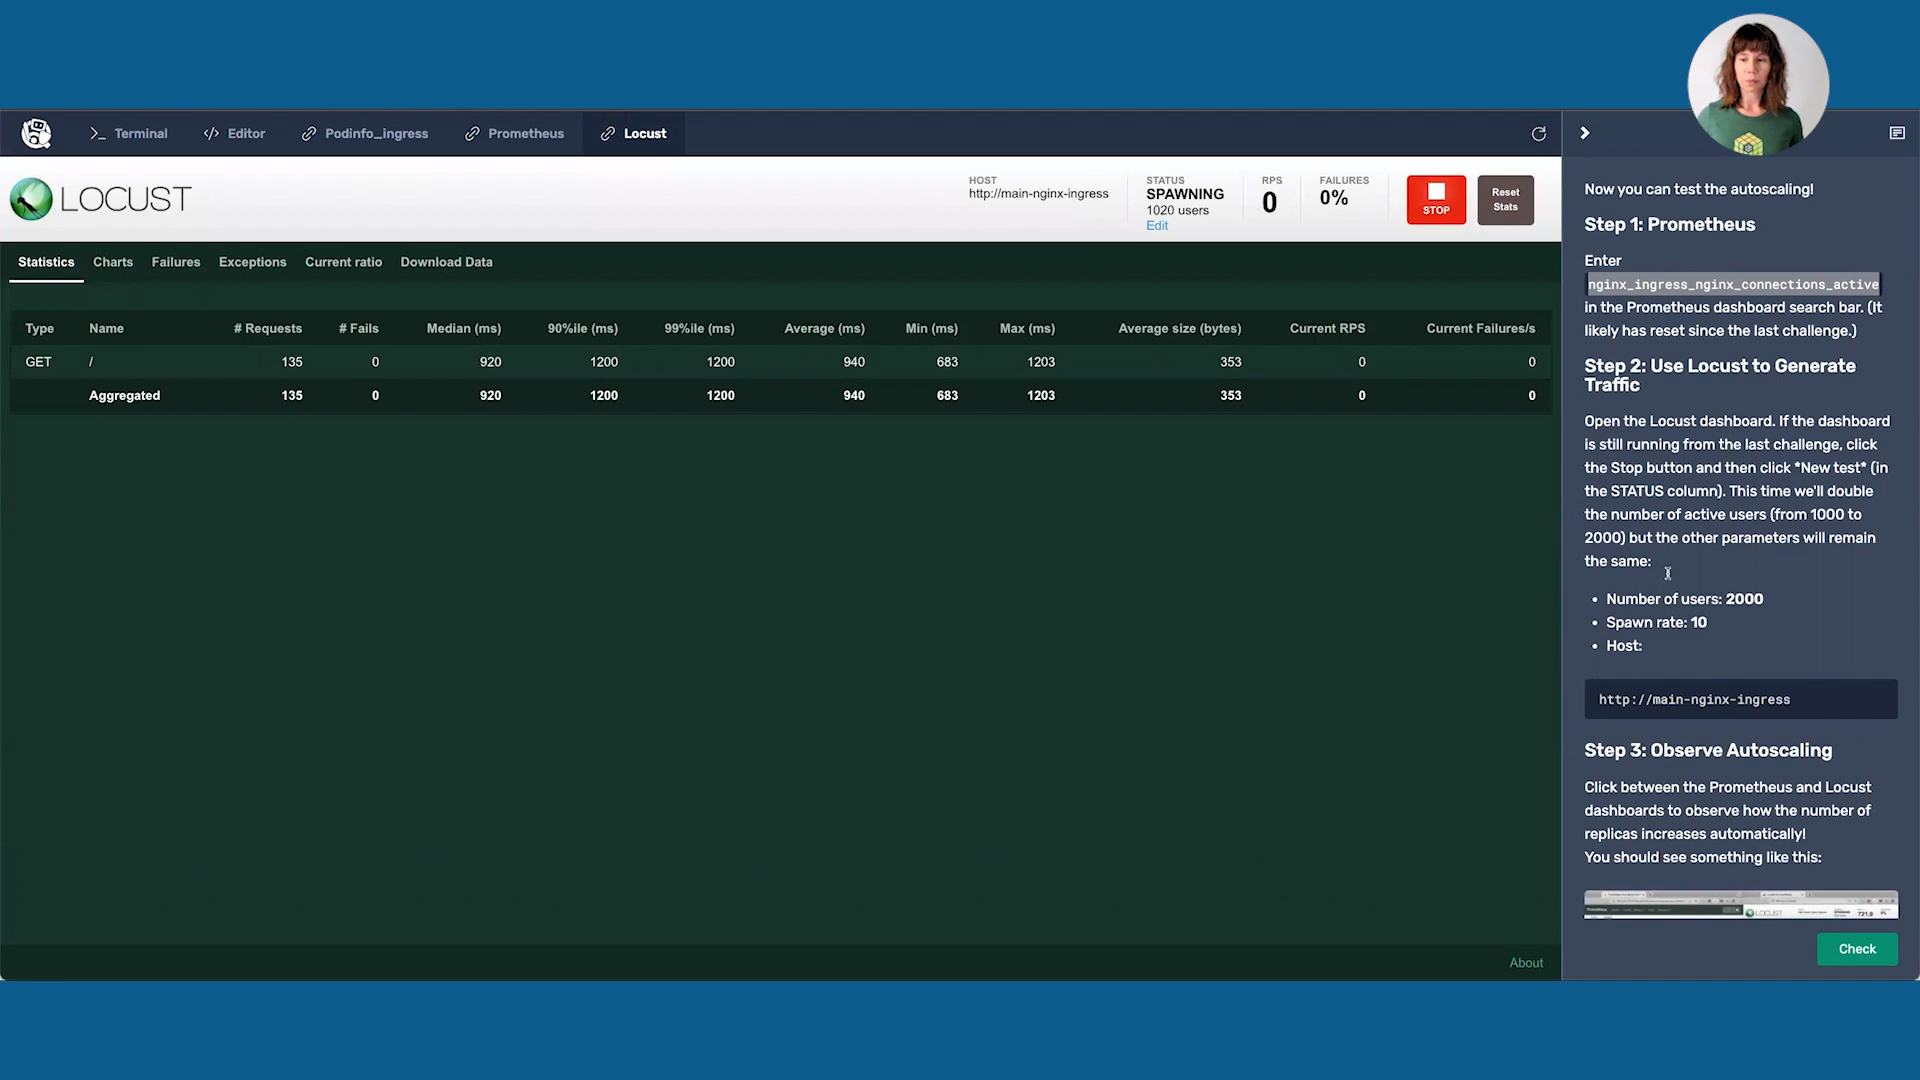 Terminal
Editor
Podinfo_ingress
Prometheus
Locust
LOCUST
HOST
http://main-nginx-ingress
STATUS
SPAWNING
1020 users
Edit
RPS
0
FAILURES
0%
STOP
Reset
Stats
Statistics Charts Failures Exceptions Current ratio Download Data
Type Name # Requests # Fails Median (ms) 90%ile (ms) 99%ile (ms) Average (ms) Min (ms) Max (ms) Average size (bytes) Current RPS Current Failures/s
GET / 135 0 920 1200 1200 940 683 1203 353 0 0
Aggregated 135 0 920 1200 1200 940 683 1203 353 0 0
About
Now you can test the autoscaling!
Step 1: Prometheus
Enter
nginx_ingress_nginx_connections_active
in the Prometheus dashboard search bar. (It
likely has reset since the last challenge.)
Step 2: Use Locust to Generate
Traffic
Open the Locust dashboard. If the dashboard
is still running from the last challenge, click
the Stop button and then click *New test* (in
the STATUS column). This time we'll double
the number of active users (from 1000 to
2000) but the other parameters will remain
the same:
• Number of users: 2000
• Spawn rate: 10
• Host:
http://main-nginx-ingress
Step 3: Observe Autoscaling
Click between the Prometheus and Locust
dashboards to observe how the number of
replicas increases automatically!
You should see something like this:
LOCUST
Check